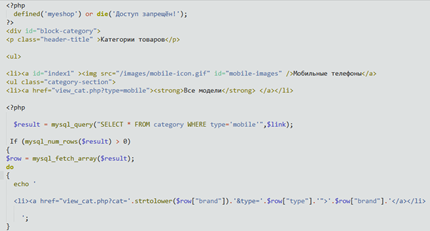 <?php
defined('myeshop') or die('Доступ запрещён!');
?>
<div id="block-category">
<p class="header-title" >Категории товаров</p>
<ul>
<li><a id="index1" ><img src="/images/mobile-icon.gif" id="mobile-images" />Мобильные телефоны</a>
<ul class="category-section">
<li><a href="view_cat.php?type=mobile"><strong>Все модели</strong> </a></li>
<?php
$result = mysql_query("SELECT * FROM category WHERE type='mobile'",$link);
If (mysql_num_rows($result) > 0)
{
$row = mysql_fetch_array($result);
do
{
echo '
<li><a href="view_cat.php?cat='.strtolower($row["brand"]).'&type='.$row["type"].'">'.$row["brand"].'</a></li>
';
}